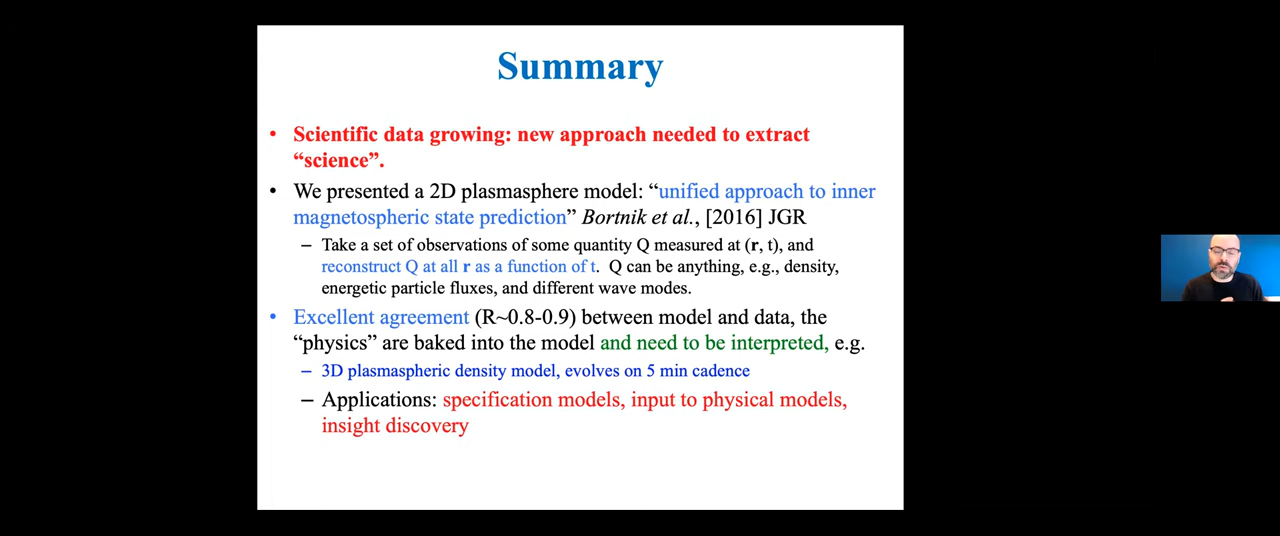 Summary
• Scientific data growing: new approach needed to extract
“science”.
• We presented a 2D plasmasphere model: “unified approach to inner
magnetospheric state prediction” Bortnik et al., [2016] JGR
– Take a set of observations of some quantity Q measured at (r, t), and
reconstruct Q at all r as a function of t. Q can be anything, e.g., density,
energetic particle fluxes, and different wave modes.
• Excellent agreement (R~0.8-0.9) between model and data, the
“physics” are baked into the model and need to be interpreted, e.g.
– 3D plasmaspheric density model, evolves on 5 min cadence
– Applications: specification models, input to physical models,
insight discovery